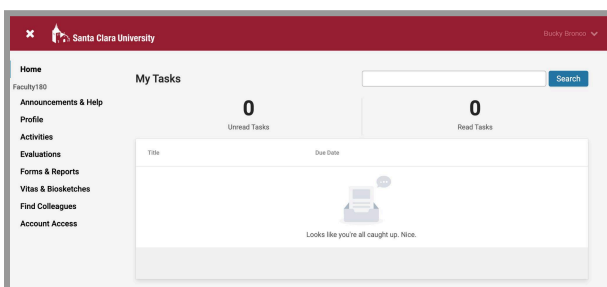 Santa Clara University
Bucky Bronco
Home
Faculty180
Announcements & Help
Profile
Activities
Evaluations
Forms & Reports
Vitas & Biosketches
Find Colleagues
Account Access
My Tasks
Search
0
Unread Tasks
0
Read Tasks
Title Due Date
Looks like you're all caught up. Nice.